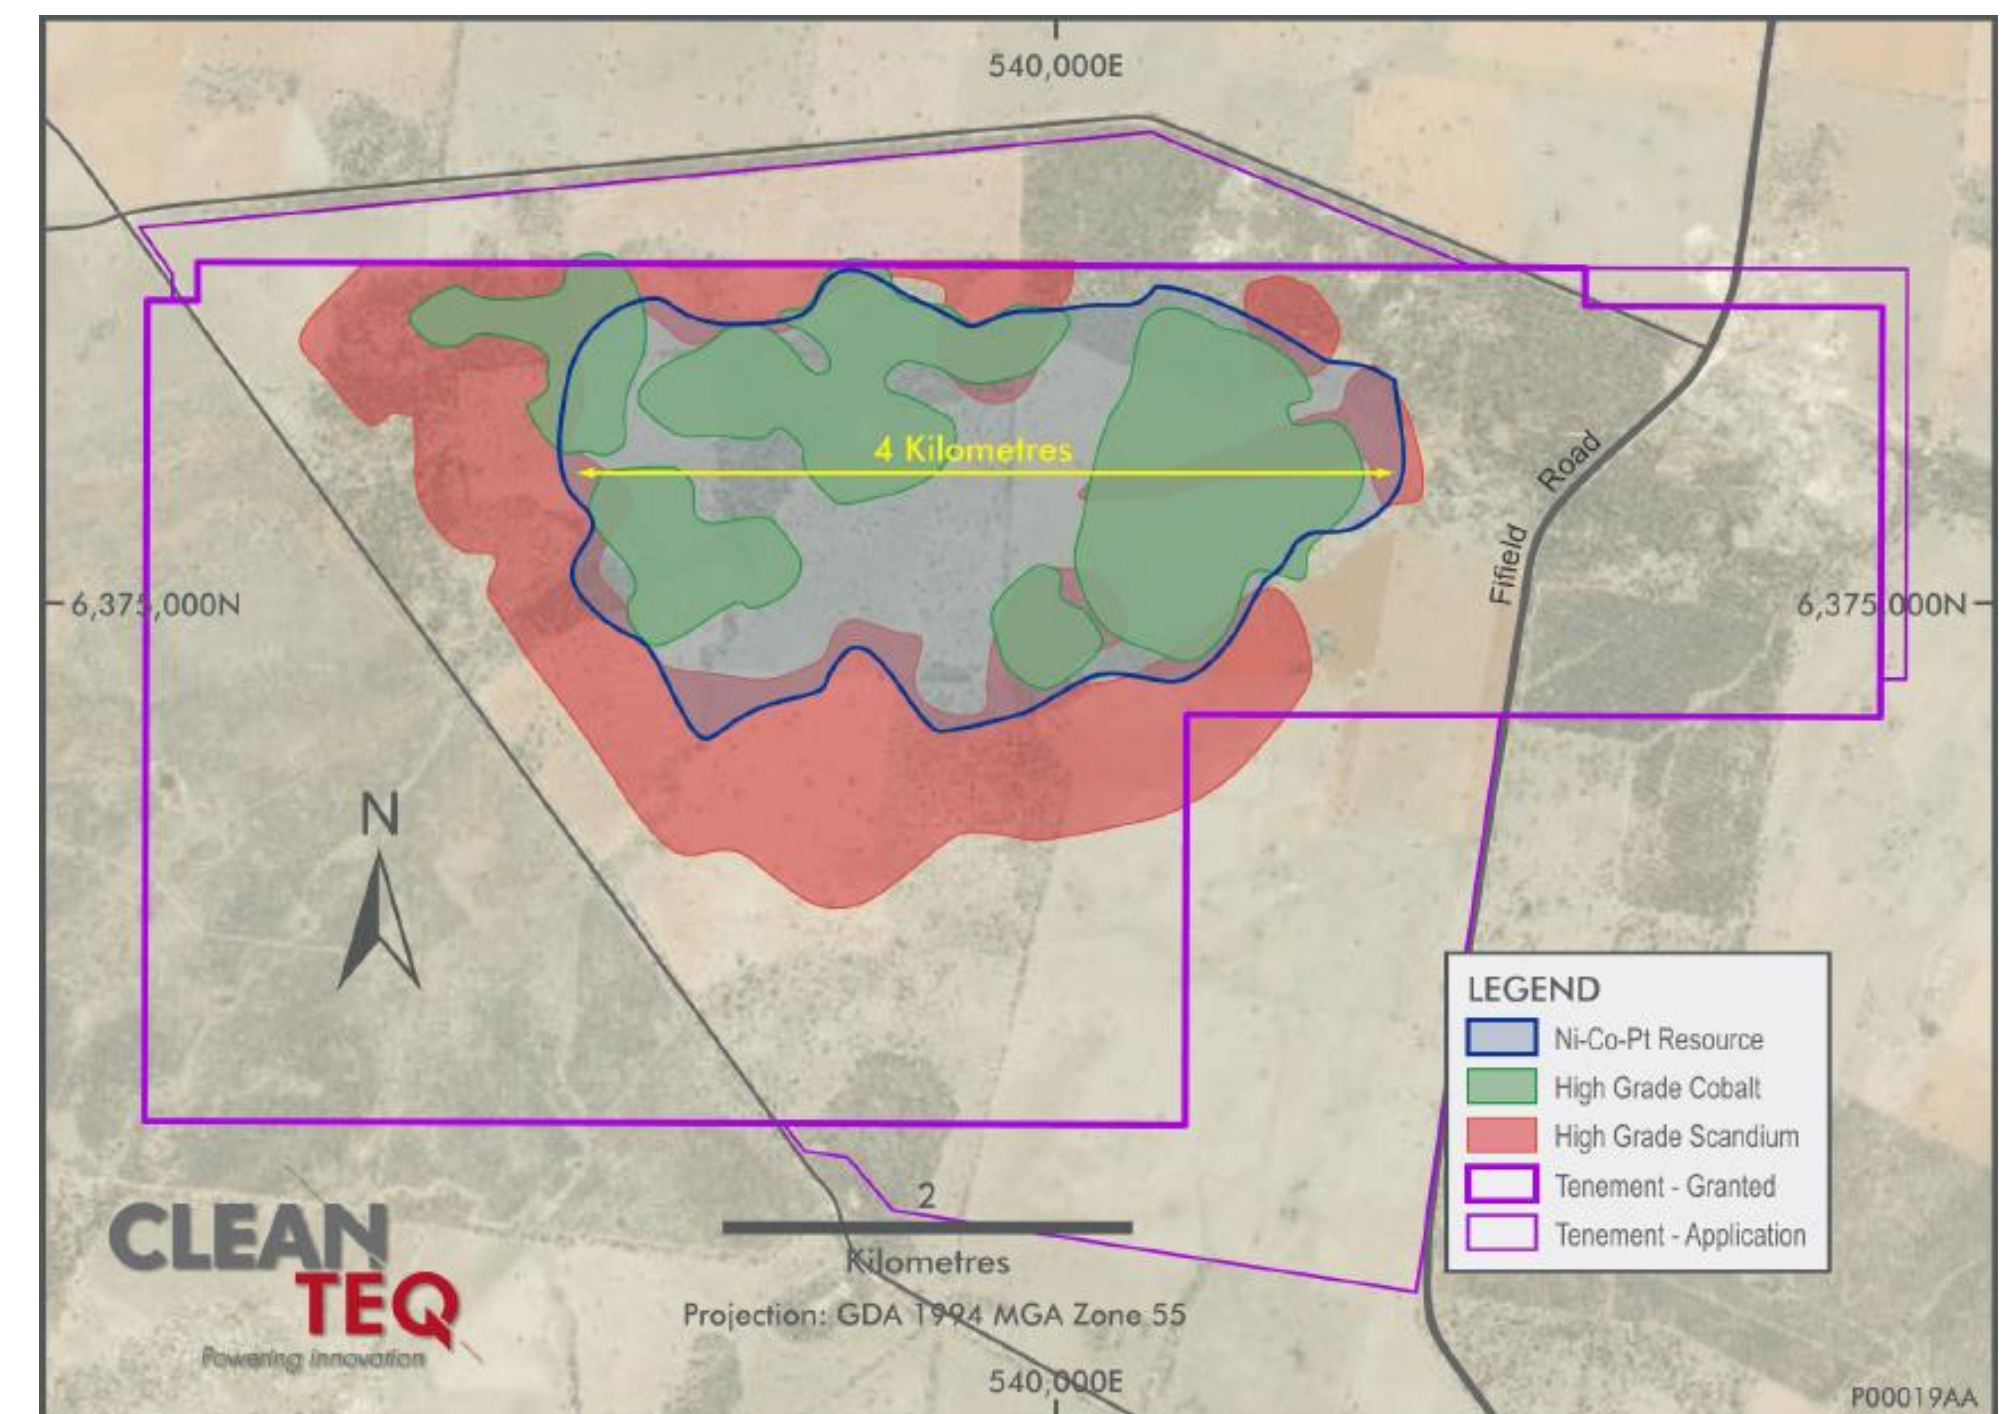 540,000E
4 Kilometres
Fifield Road
6,375,000N
6,375,000N
N
LEGEND
Ni-Co-Pt Resource
High Grade Cobalt
High Grade Scandium
Tenement - Granted
Tenement - Application
2
Kilometres
Projection: GDA 1994 MGA Zone 55
CLEAN
TEQ
Powering innovation
540,000E
P00019AA